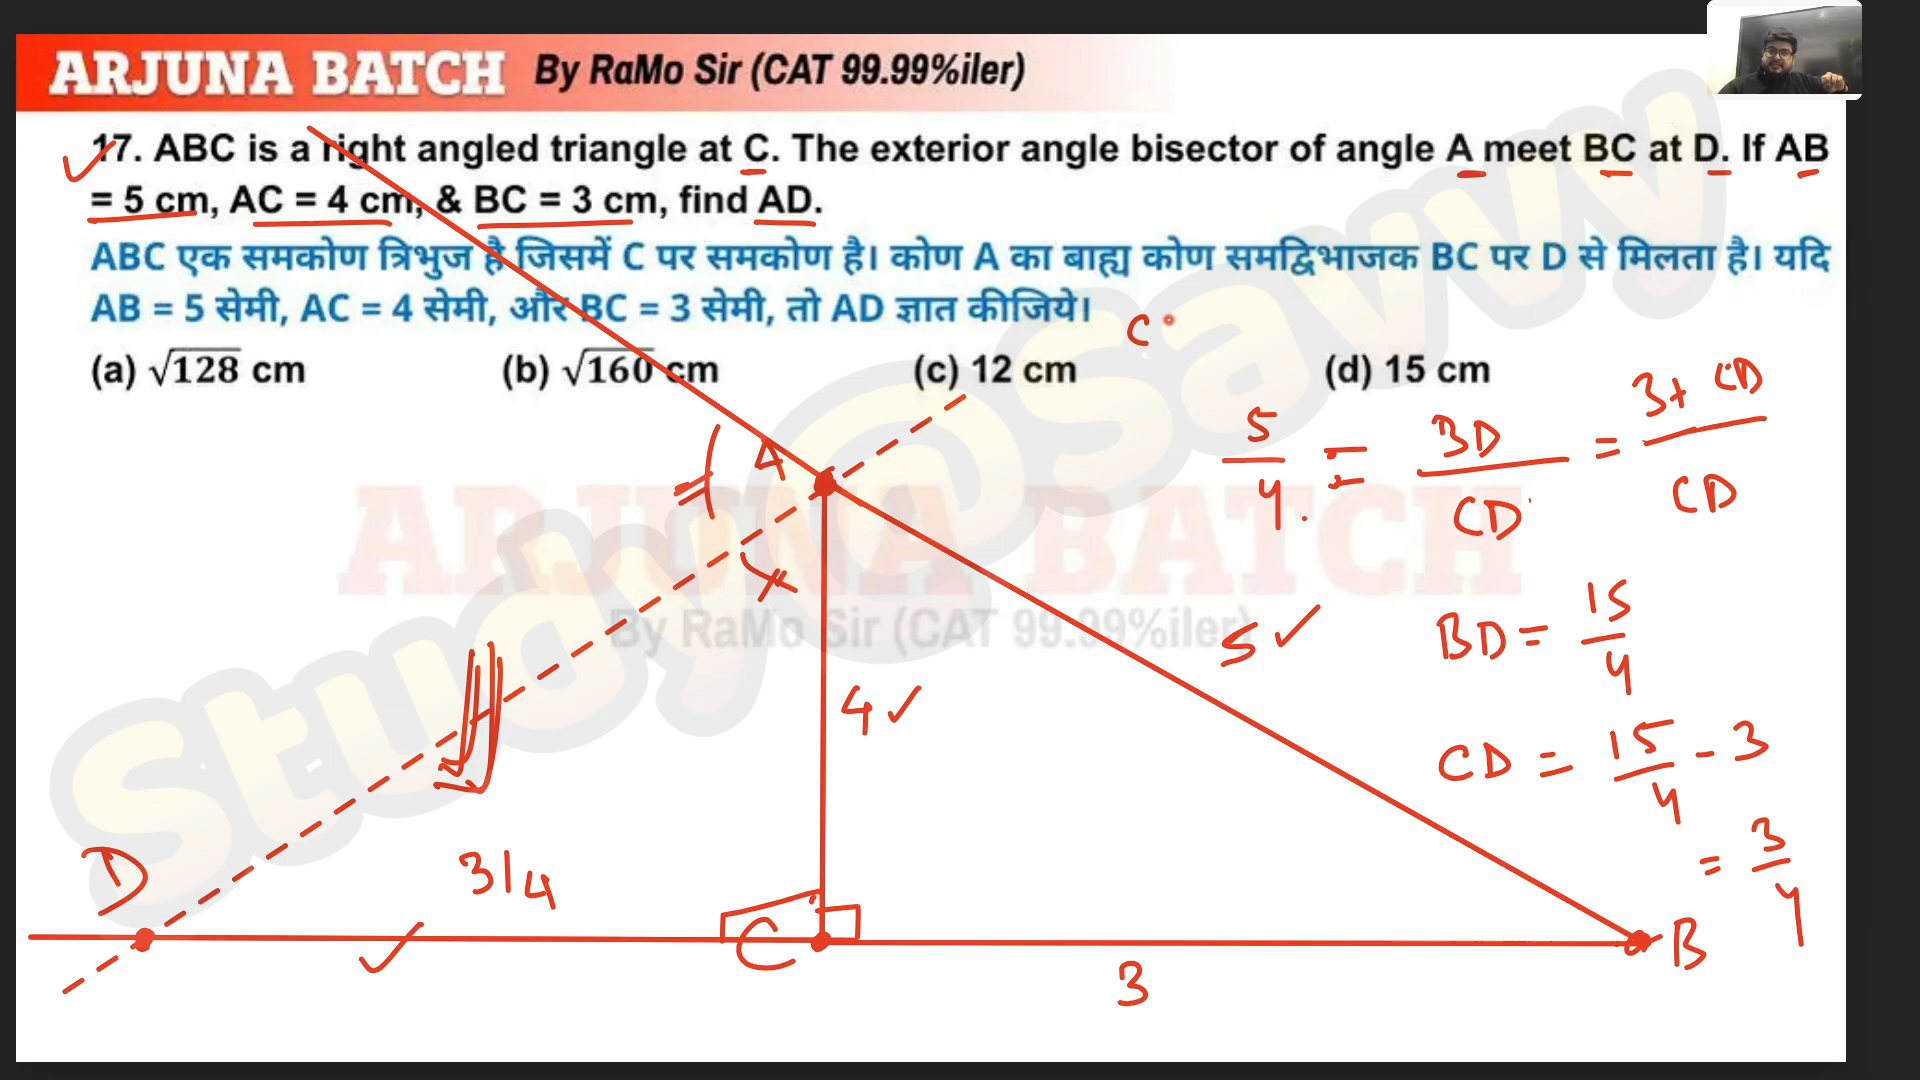 ARJUNA BATCH By RaMo Sir (CAT 99.99%iler)
17. ABC is a right angled triangle at C. The exterior angle bisector of angle A meet BC at D. If AB
= 5 cm, AC = 4 cm, & BC = 3 cm, find AD.
ABC एक समकोण त्रिभुज है जिसमें C पर समकोण है। कोण A का बाह्य कोण समद्विभाजक BC पर D से मिलता है। यदि
AB = 5 सेमी, AC = 4 सेमी, और BC = 3 सेमी, तो AD ज्ञात कीजिये।
C
(a) √128 cm (b) √160 cm (c) 12 cm (d) 15 cm
5/4 = BD/CD = 3+CD/CD
A
ARJUNA BATCH
By RaMo Sir (CAT 99.99%iler)
Study@Savvy
5
BD = 15/4
4
CD = 15/4 - 3
= 3/4
D
3/4
C
B
3